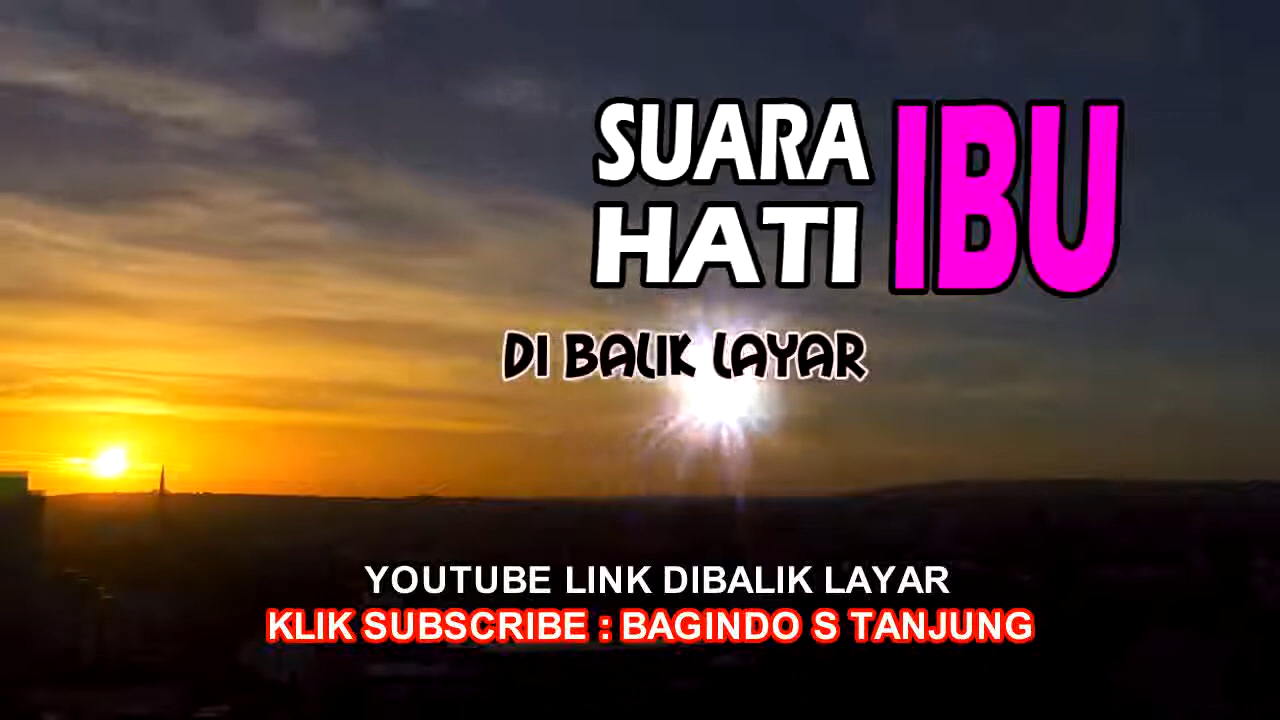 SUARA
HATI IBU
DI BALIK LAYAR
YOUTUBE LINK DIBALIK LAYAR
KLIK SUBSCRIBE : BAGINDO S TANJUNG